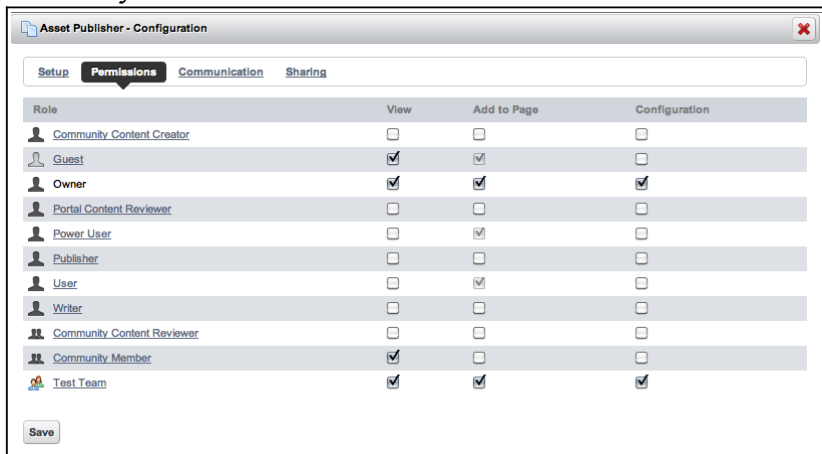 Asset Publisher - Configuration
Setup Permissions Communication Sharing
Role View Add to Page Configuration
Community Content Creator
Guest
Owner
Portal Content Reviewer
Power User
Publisher
User
Writer
Community Content Reviewer
Community Member
Test Team
Save